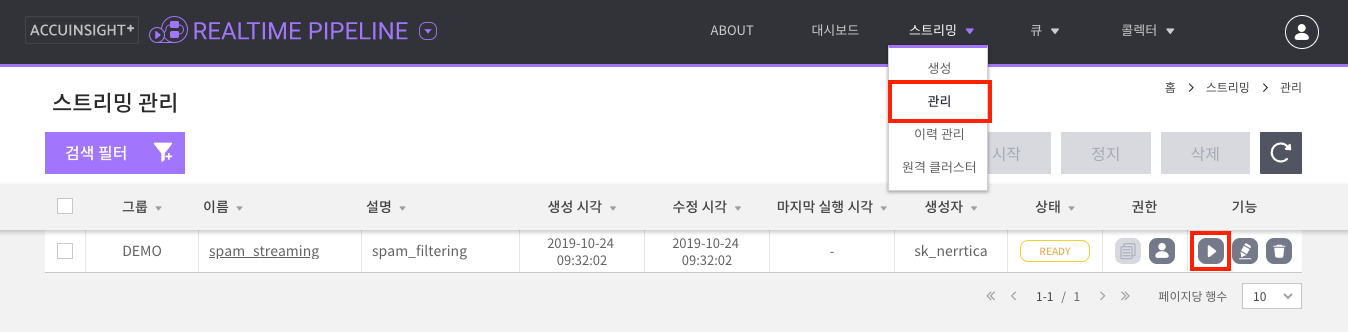 ACCUINSIGHT+ REALTIME PIPELINE ABOUT 대시보드 스트리밍 큐 콜렉터
생성
관리
이력 관리
원격 클러스터
홈 > 스트리밍 > 관리
스트리밍 관리
검색 필터 시작 정지 삭제
그룹 이름 설명 생성 시각 수정 시각 마지막 실행 시각 생성자 상태 권한 기능
DEMO spam_streaming spam_filtering 2019-10-24 09:32:02 2019-10-24 09:32:02 - sk_nerrtica READY
1-1 / 1 페이지당 행수 10